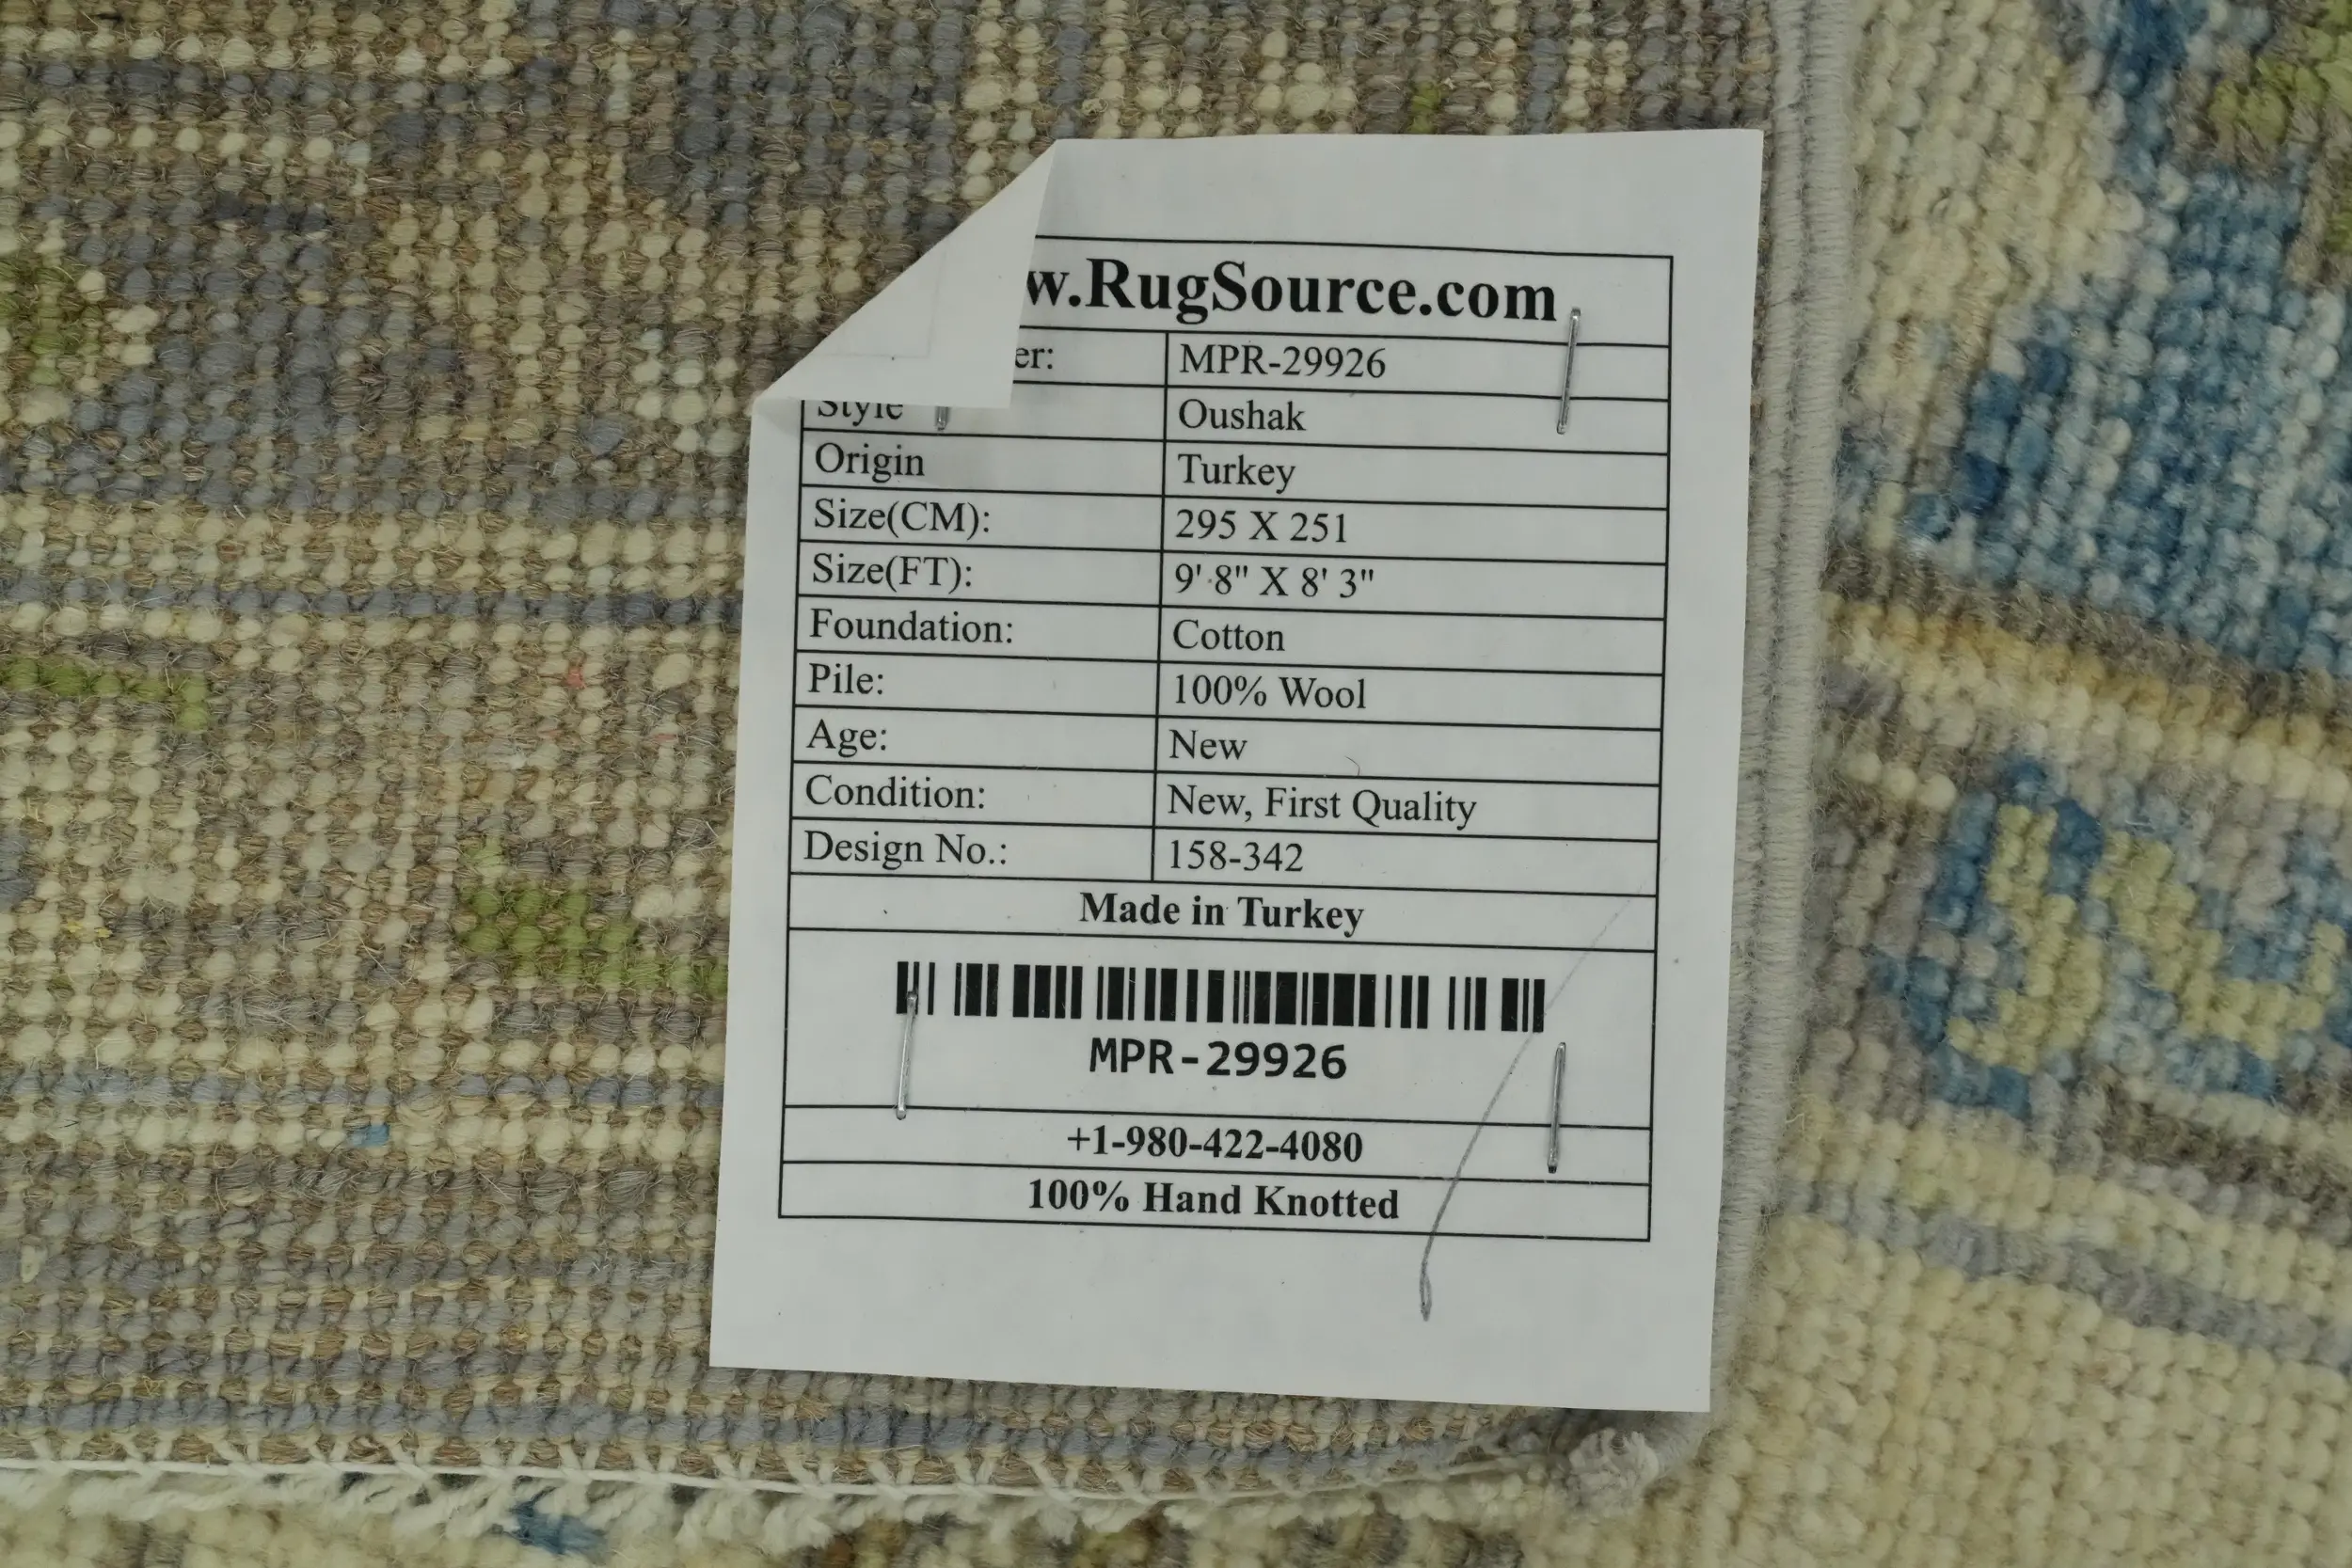 w.RugSource.com
er: MPR-29926
Style Oushak
Origin Turkey
Size(CM): 295 X 251
Size(FT): 9' 8" X 8' 3"
Foundation: Cotton
Pile: 100% Wool
Age: New
Condition: New, First Quality
Design No.: 158-342
Made in Turkey
MPR-29926
+1-980-422-4080
100% Hand Knotted